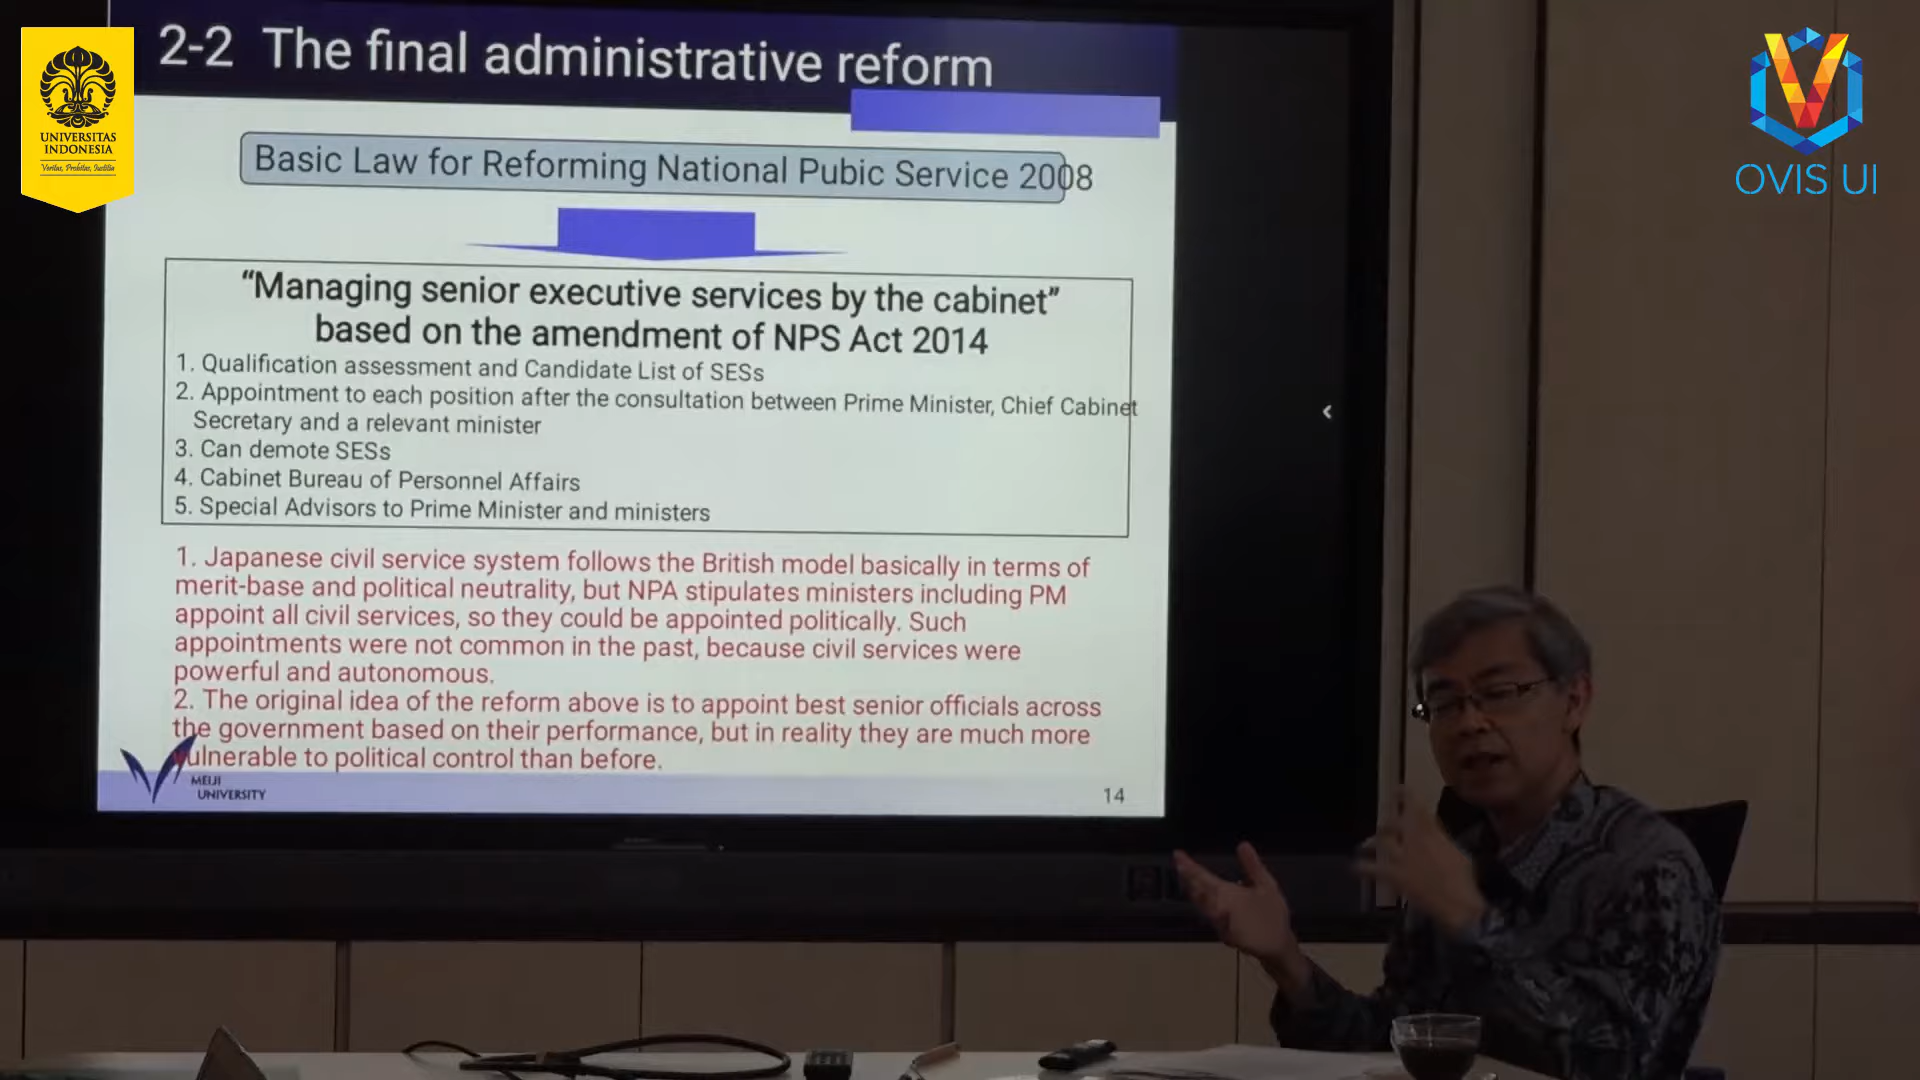 2-2 The final administrative reform
UNIVERSITAS
INDONESIA
Veritas, Probitas, Iustitia
OVIS UI
Basic Law for Reforming National Pubic Service 2008
“Managing senior executive services by the cabinet”
based on the amendment of NPS Act 2014
1. Qualification assessment and Candidate List of SESs
2. Appointment to each position after the consultation between Prime Minister, Chief Cabinet
Secretary and a relevant minister
3. Can demote SESs
4. Cabinet Bureau of Personnel Affairs
5. Special Advisors to Prime Minister and ministers
1. Japanese civil service system follows the British model basically in terms of
merit-base and political neutrality, but NPA stipulates ministers including PM
appoint all civil services, so they could be appointed politically. Such
appointments were not common in the past, because civil services were
powerful and autonomous.
2. The original idea of the reform above is to appoint best senior officials across
the government based on their performance, but in reality they are much more
vulnerable to political control than before.
MEIJI
UNIVERSITY
14